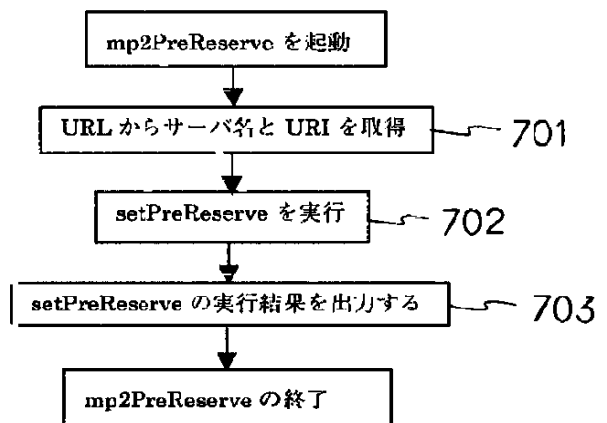 mp2PreReserve を起動
URL からサーバ名と URI を取得
701
setPreReserve を実行
702
setPreReserve の実行結果を出力する
703
mp2PreReserve の終了